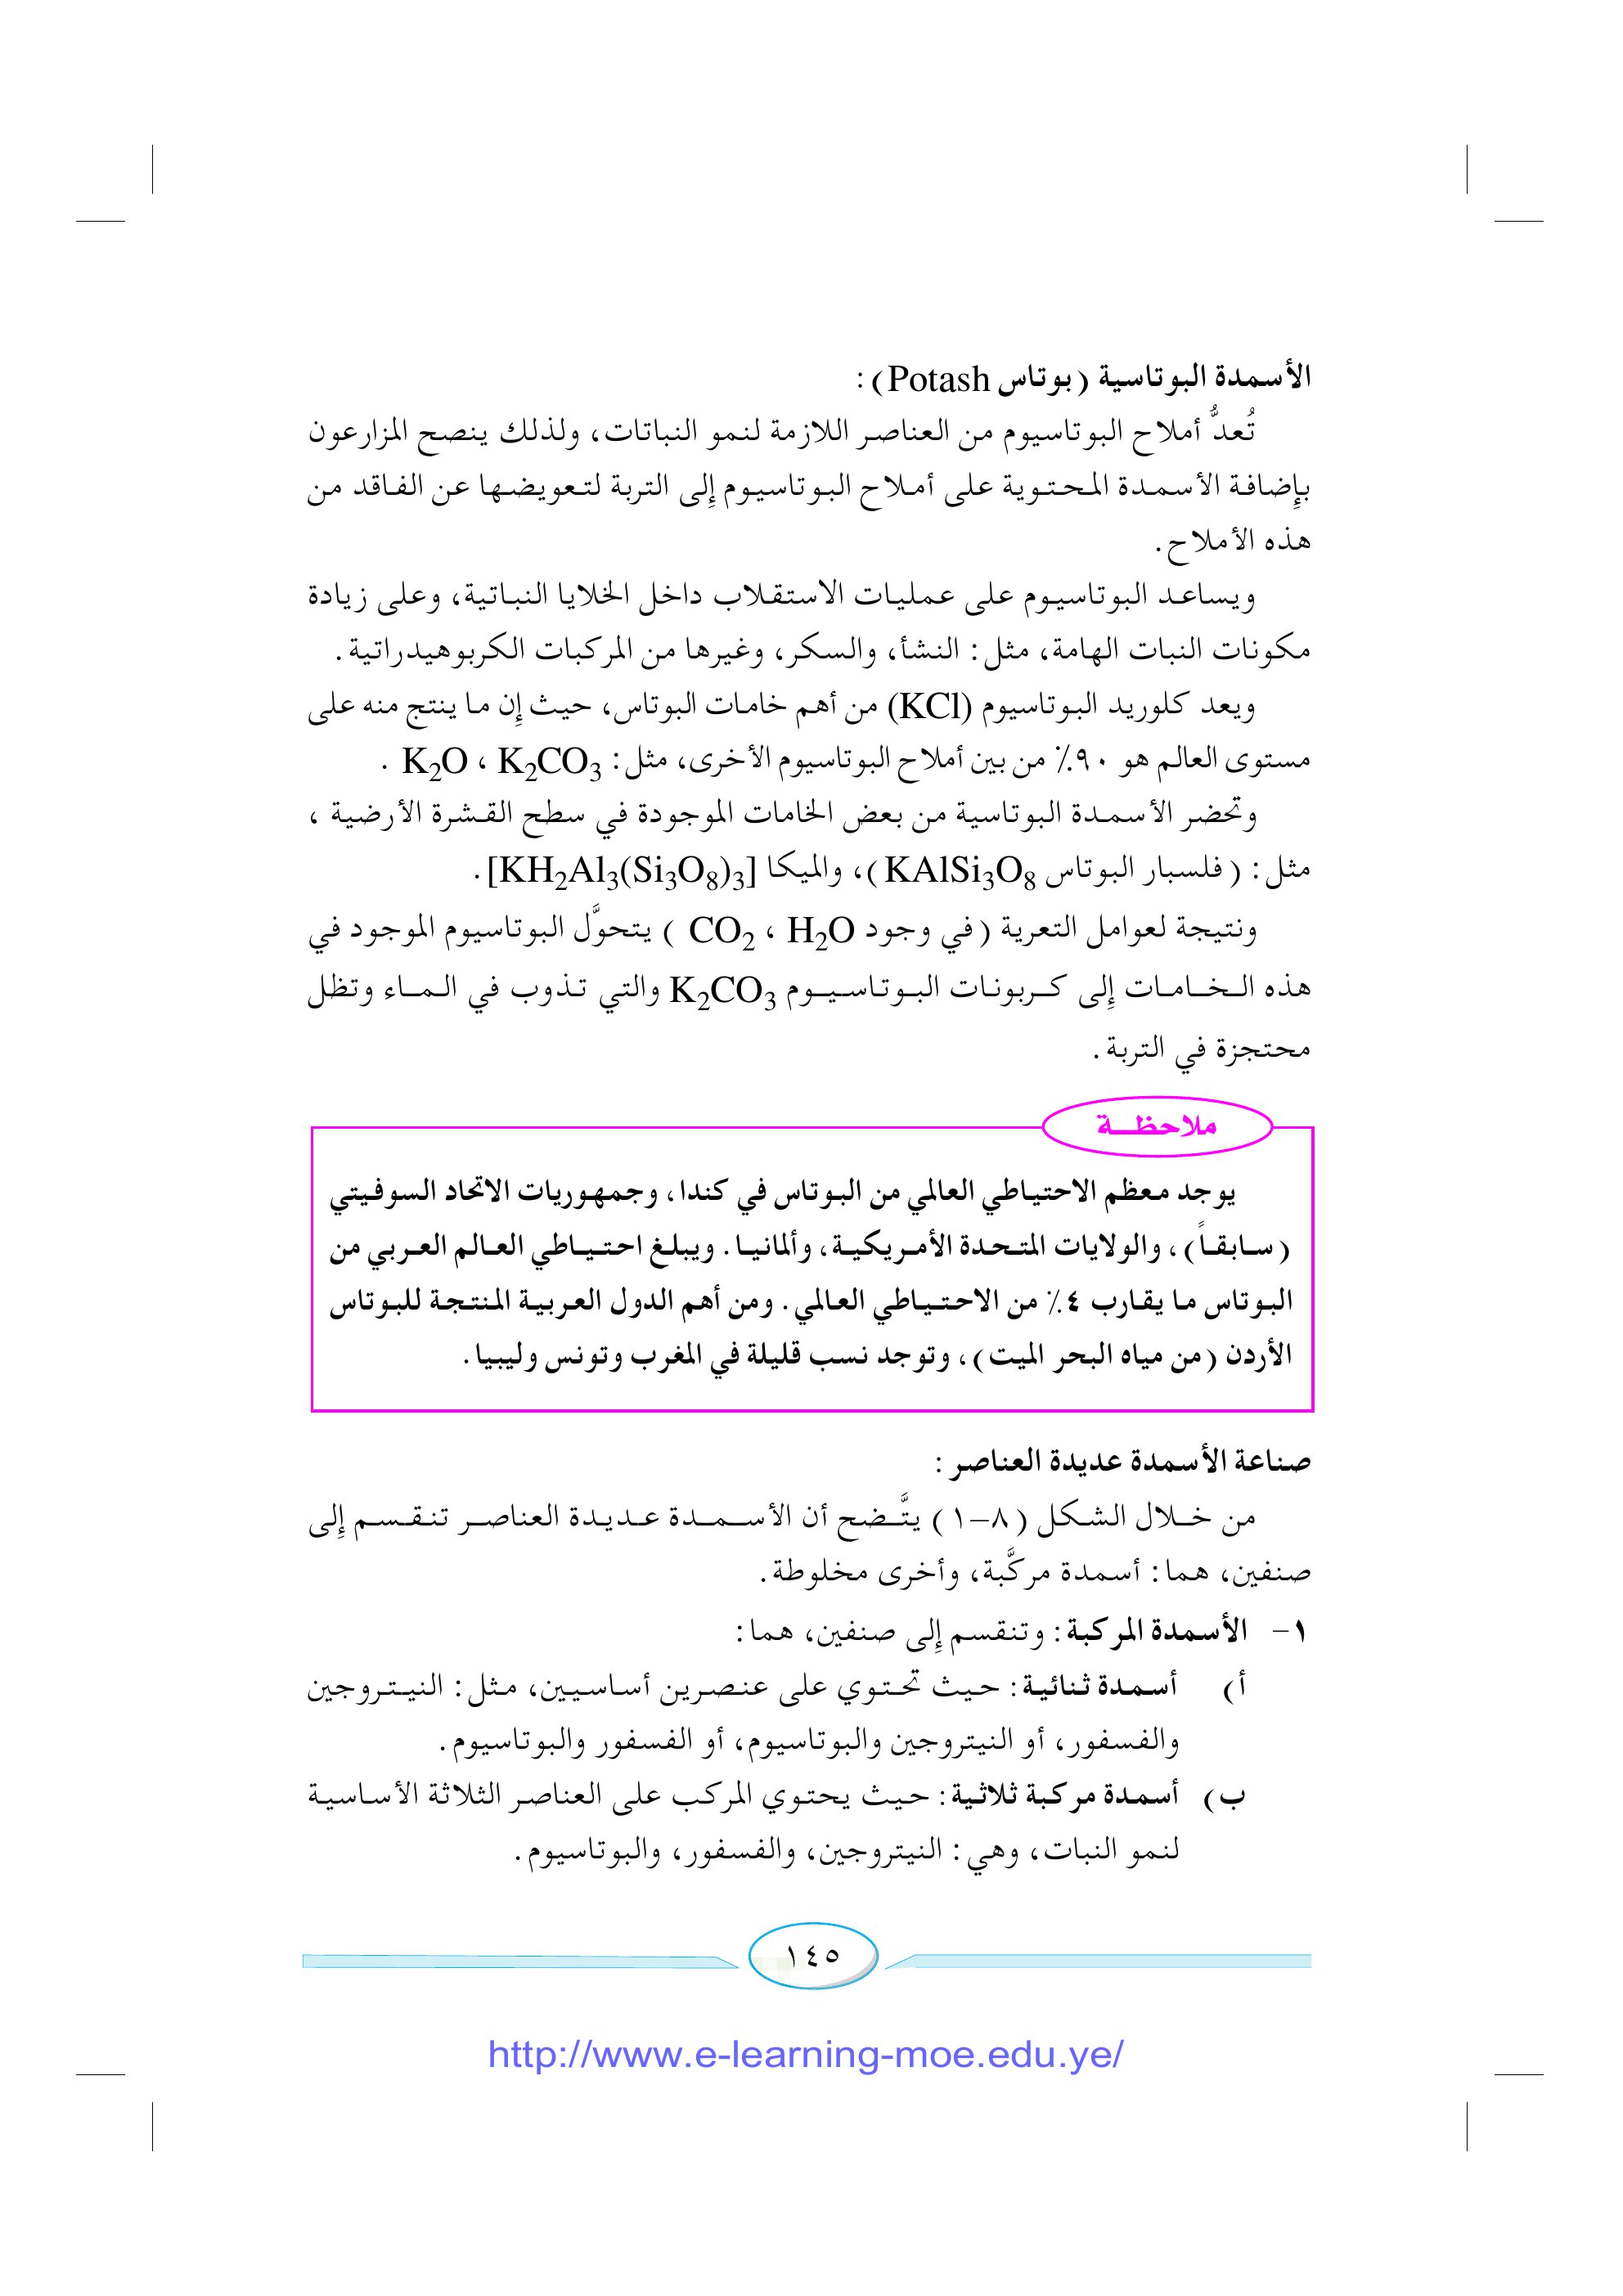 الأسمدة البوتاسية (بوتاس Potash):
تُعدُّ أملاح البوتاسيوم من العناصر اللازمة لنمو النباتات، ولذلك ينصح المزارعون
بإضافة الأسمدة المحتوية على أملاح البوتاسيوم إلى التربة لتعويضها عن الفاقد من
هذه الأملاح.
ويساعد البوتاسيوم على عمليات الاستقلاب داخل الخلايا النباتية، وعلى زيادة
مكونات النبات الهامة، مثل: النشأ، والسكر، وغيرها من المركبات الكربوهيدراتية.
ويعد كلوريد البوتاسيوم (KCl) من أهم خامات البوتاس، حيث إن ما ينتج منه على
مستوى العالم هو ٩٠٪ من بين أملاح البوتاسيوم الأخرى، مثل: K₂CO₃ ، K₂O .
وتحضر الأسمدة البوتاسية من بعض الخامات الموجودة في سطح القشرة الأرضية ،
مثل: (فلسبار البوتاس KAlSi₃O₈)، والميكا [KH₂Al₃(Si₃O₈)₃].
ونتيجة لعوامل التعرية (في وجود H₂O ، CO₂ ) يتحوَّل البوتاسيوم الموجود في
هذه الخامات إلى كربونات البوتاسيوم K₂CO₃ والتي تذوب في الماء وتظل
محتجزة في التربة.
ملاحظة
يوجد معظم الاحتياطي العالمي من البوتاس في كندا، وجمهوريات الاتحاد السوفيتي
(سابقاً)، والولايات المتحدة الأمريكية، وألمانيا. ويبلغ احتياطي العالم العربي من
البوتاس ما يقارب ٤٪ من الاحتياطي العالمي. ومن أهم الدول العربية المنتجة للبوتاس
الأردن (من مياه البحر الميت)، وتوجد نسب قليلة في المغرب وتونس وليبيا.
صناعة الأسمدة عديدة العناصر :
من خلال الشكل (٨-١) يتَّضح أن الأسمدة عديدة العناصر تنقسم إلى
صنفين، هما: أسمدة مركَّبة، وأخرى مخلوطة.
١- الأسمدة المركبة: وتنقسم إلى صنفين، هما:
أ) أسمدة ثنائية: حيث تحتوي على عنصرين أساسيين، مثل: النيتروجين
والفسفور، أو النيتروجين والبوتاسيوم، أو الفسفور والبوتاسيوم.
ب) أسمدة مركبة ثلاثية: حيث يحتوي المركب على العناصر الثلاثة الأساسية
لنمو النبات، وهي: النيتروجين، والفسفور، والبوتاسيوم.
١٤٥
http://www.e-learning-moe.edu.ye/